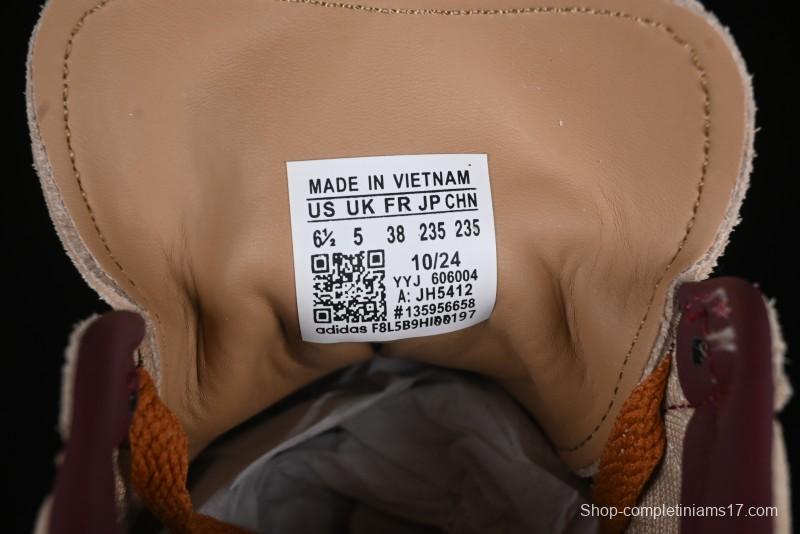 MADE IN VIETNAM
US UK FR JP CHN
6½ 5 38 235 235
10/24
YYJ 606004
A: JH5412
#135956658
adidas
Shop-completiniams17.com